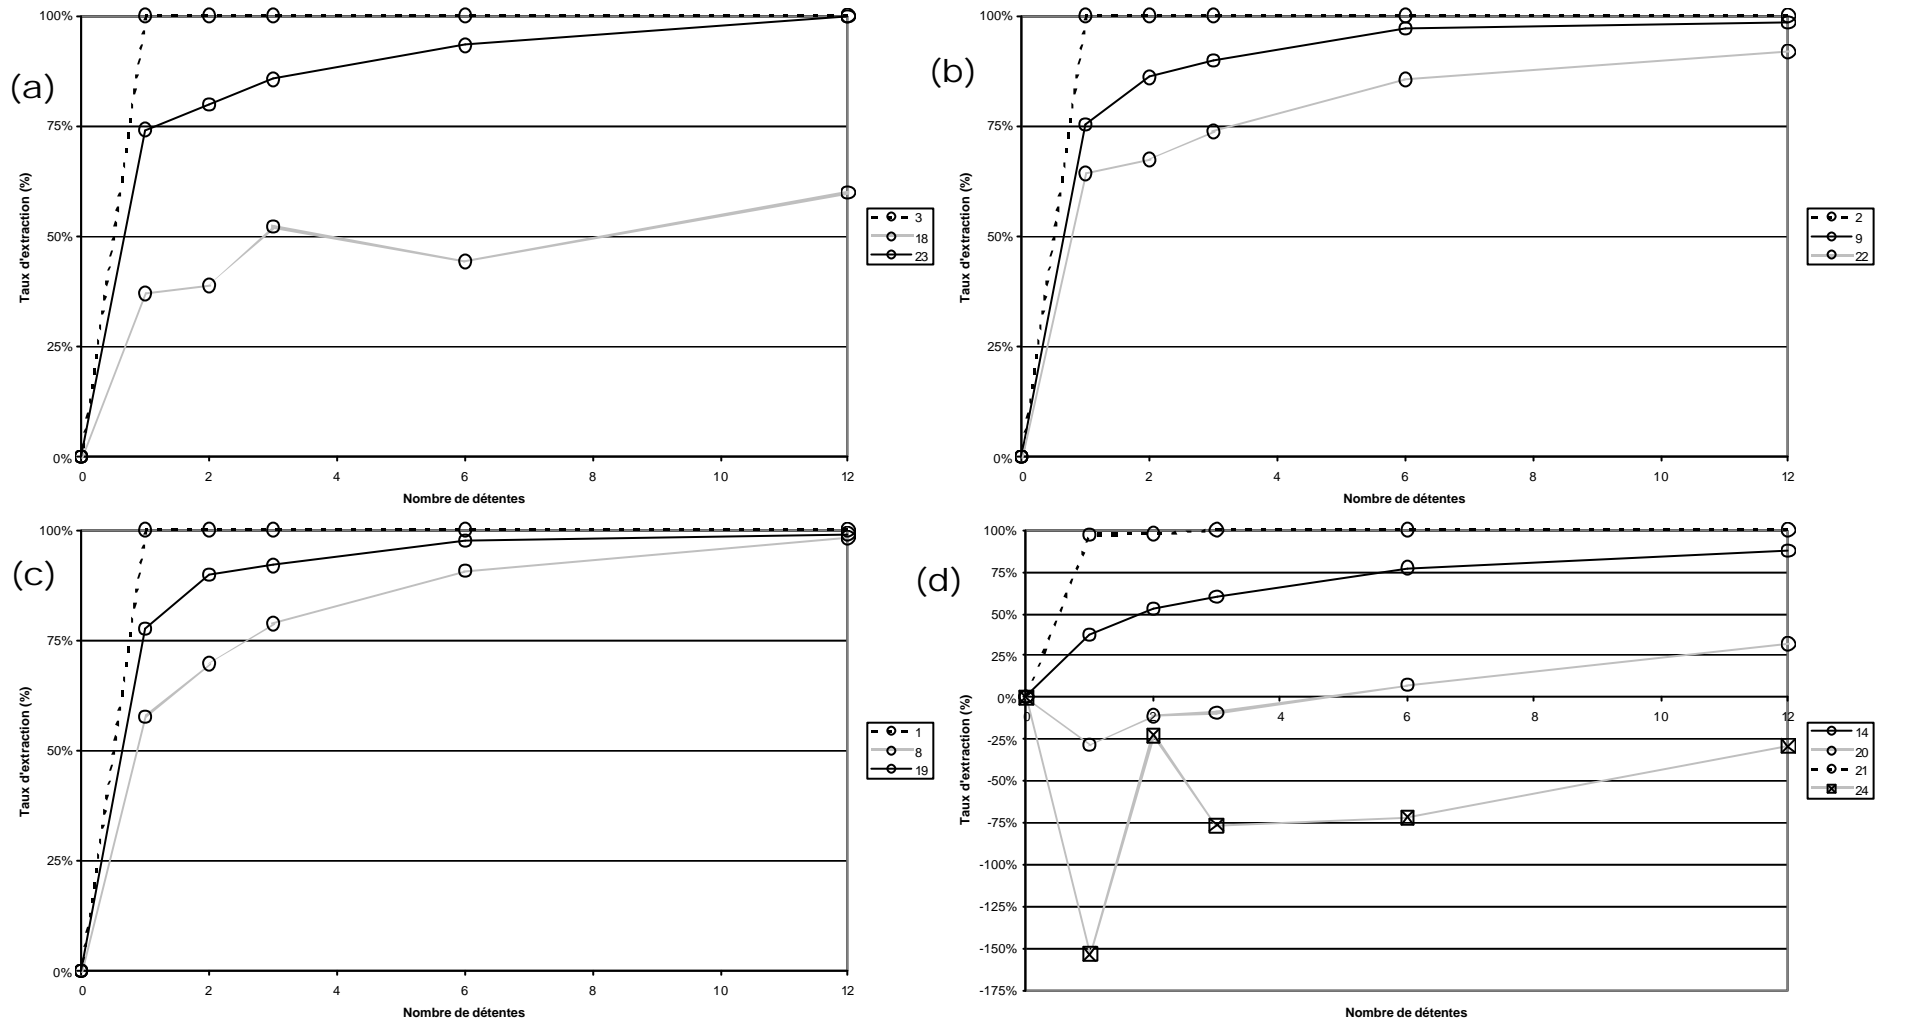 (a)
Taux d'extraction (%)
100%
75%
50%
25%
0%
0 2 4 6 8 10 12
Nombre de détentes
3
18
23
(b)
Taux d'extraction (%)
100%
75%
50%
25%
0%
0 2 4 6 8 10 12
Nombre de détentes
2
9
22
(c)
Taux d'extraction (%)
100%
75%
50%
25%
0%
0 2 4 6 8 10 12
Nombre de détentes
1
8
19
(d)
Taux d'extraction (%)
100%
75%
50%
25%
0%
-25%
-50%
-75%
-100%
-125%
-150%
-175%
0 2 4 6 8 10 12
Nombre de détentes
14
20
21
24